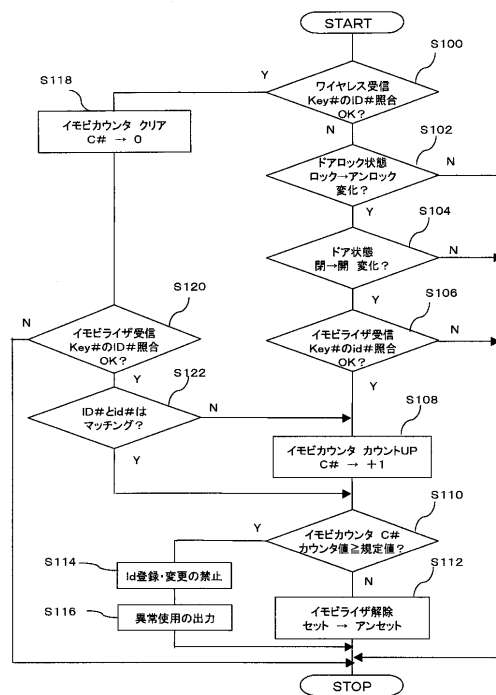 START
S100
ワイヤレス受信
Key#のID#照合
OK?
Y
N
S118
イモビカウンタ クリア
C# → 0
S102
ドアロック状態
ロック→アンロック
変化?
N
Y
S104
ドア状態
閉→開 変化?
N
Y
S106
イモビライザ受信
Key#のid#照合
OK?
N
Y
S120
イモビライザ受信
Key#のID#照合
OK?
N
Y
S122
ID#とid#は
マッチング?
N
Y
S108
イモビカウンタ カウントUP
C# → +1
S110
イモビカウンタ C#
カウンタ値≧規定値?
Y
N
S114
Id登録・変更の禁止
S116
異常使用の出力
S112
イモビライザ解除
セット → アンセット
STOP